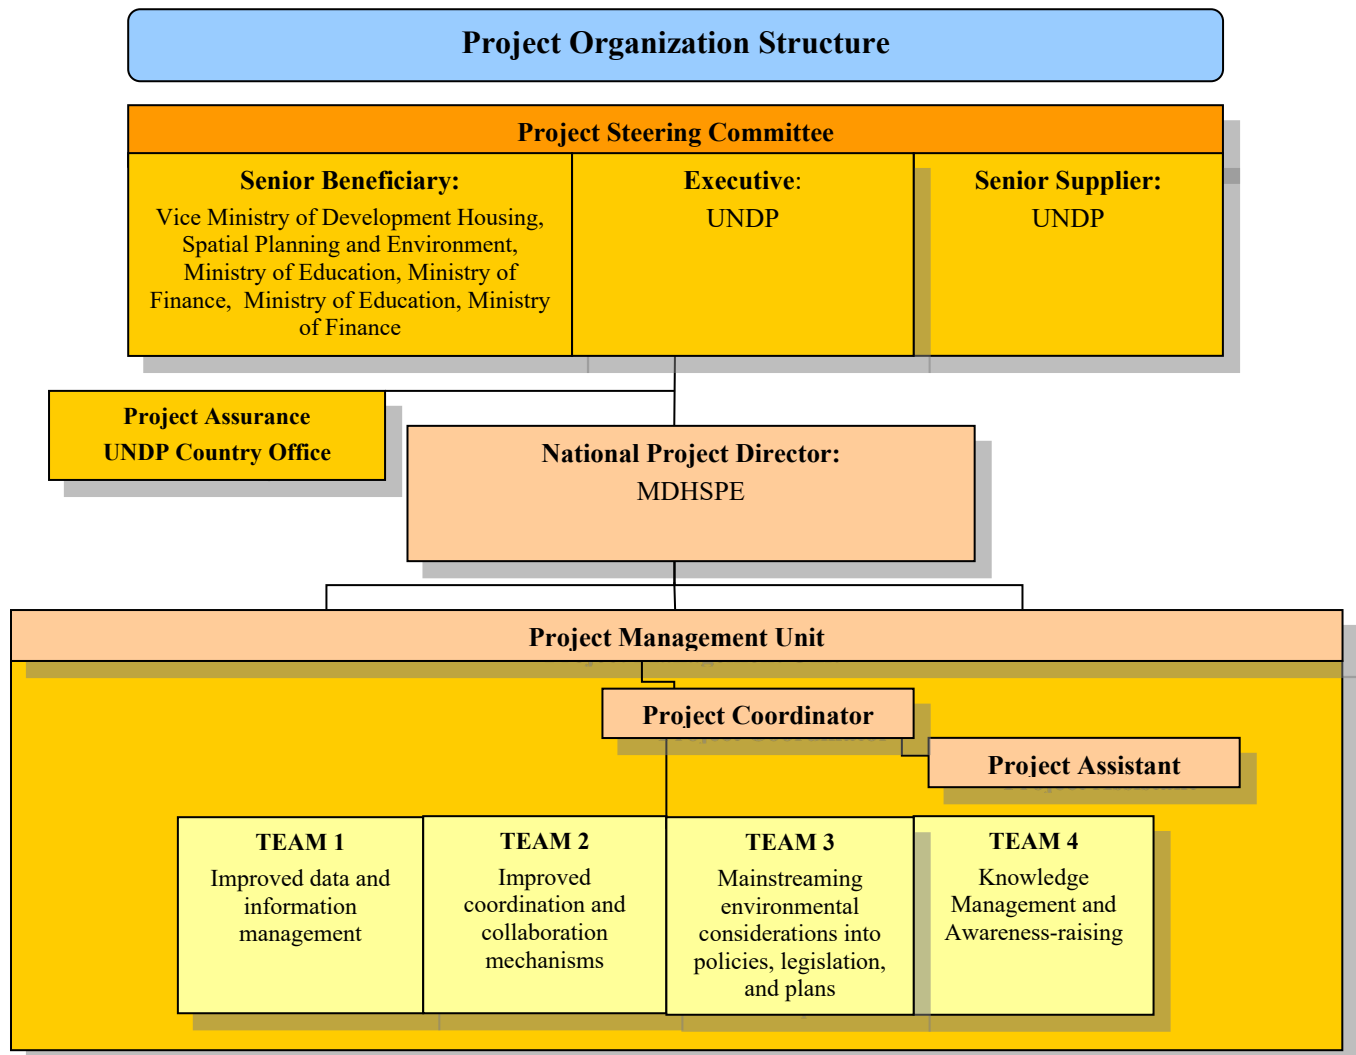 Project Organization Structure
Project Steering Committee
Senior Beneficiary:
Vice Ministry of Development Housing,
Spatial Planning and Environment,
Ministry of Education, Ministry of
Finance,  Ministry of Education, Ministry
of Finance
Executive:
UNDP
Senior Supplier:
UNDP
Project Assurance
UNDP Country Office
National Project Director:
MDHSPE
Project Management Unit
Project Coordinator
Project Assistant
TEAM 1
Improved data and
information
management
TEAM 2
Improved
coordination and
collaboration
mechanisms
TEAM 3
Mainstreaming
environmental
considerations into
policies, legislation,
and plans
TEAM 4
Knowledge
Management and
Awareness-raising